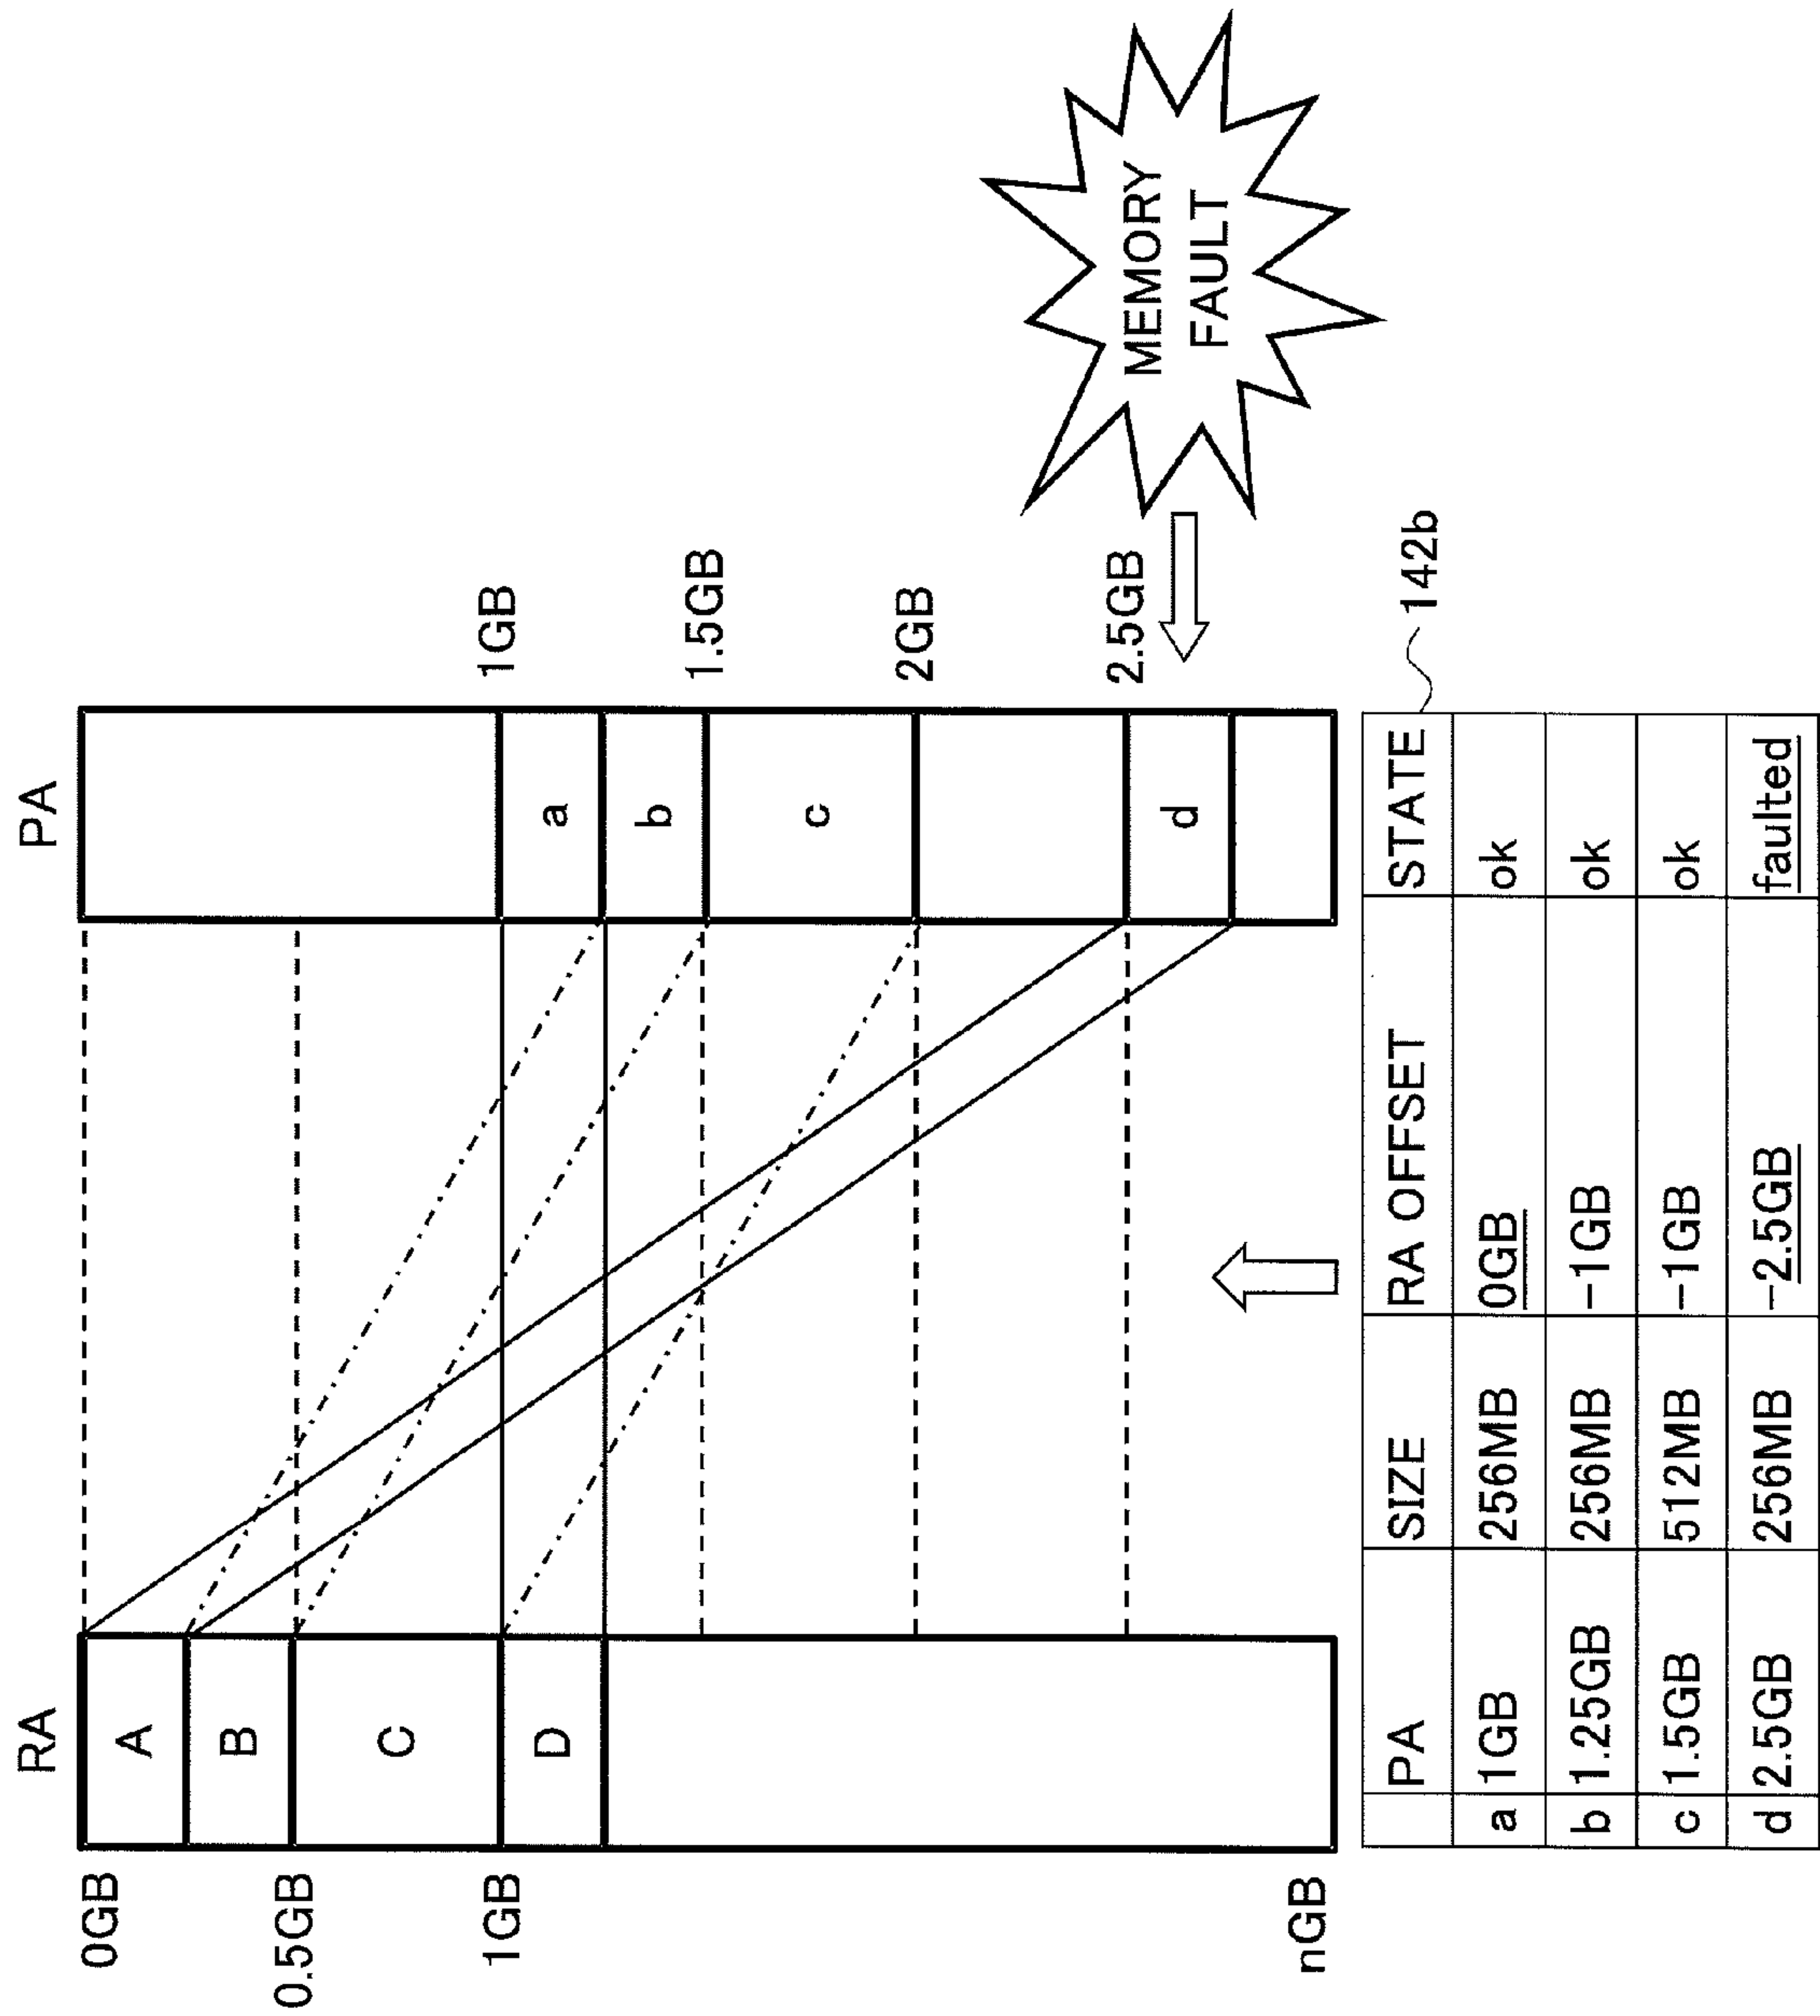 RA
PA
0GB
0.5GB
1GB
nGB
A
B
C
D
a
b
c
d
1GB
1.5GB
2GB
2.5GB
MEMORY
FAULT
142b
PA SIZE RA OFFSET STATE
a 1GB 256MB 0GB ok
b 1.25GB 256MB -1GB ok
c 1.5GB 512MB -1GB ok
d 2.5GB 256MB -2.5GB faulted